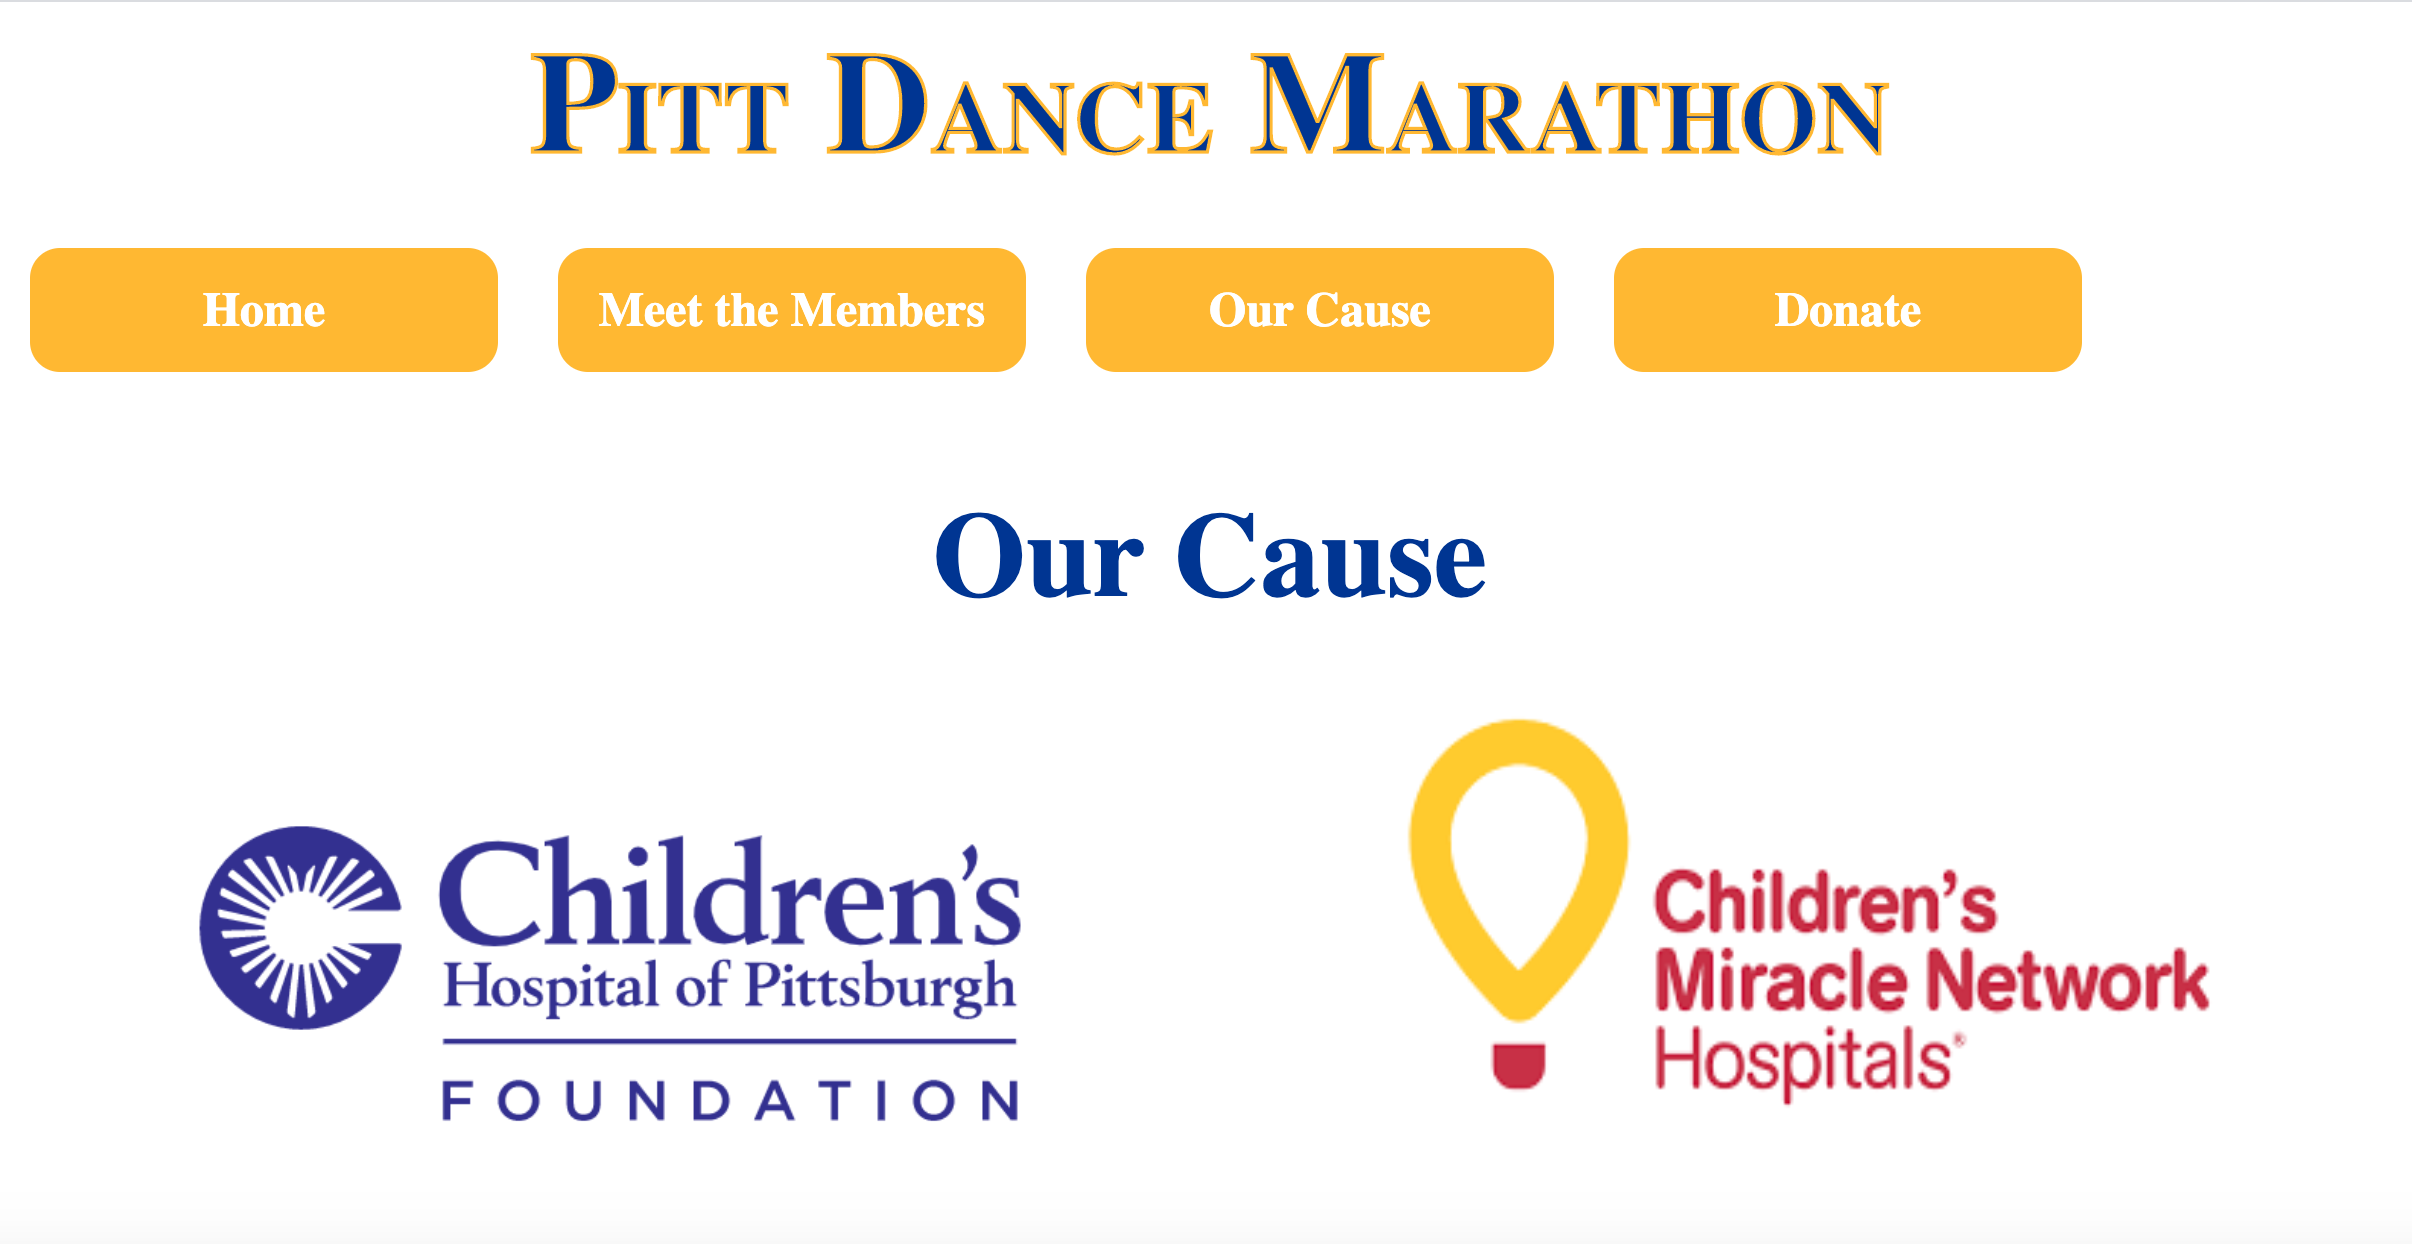 Pitt Dance Marathon
Home Meet the Members Our Cause Donate
Our Cause
Children's
Hospital of Pittsburgh
FOUNDATION
Children's
Miracle Network
Hospitals®